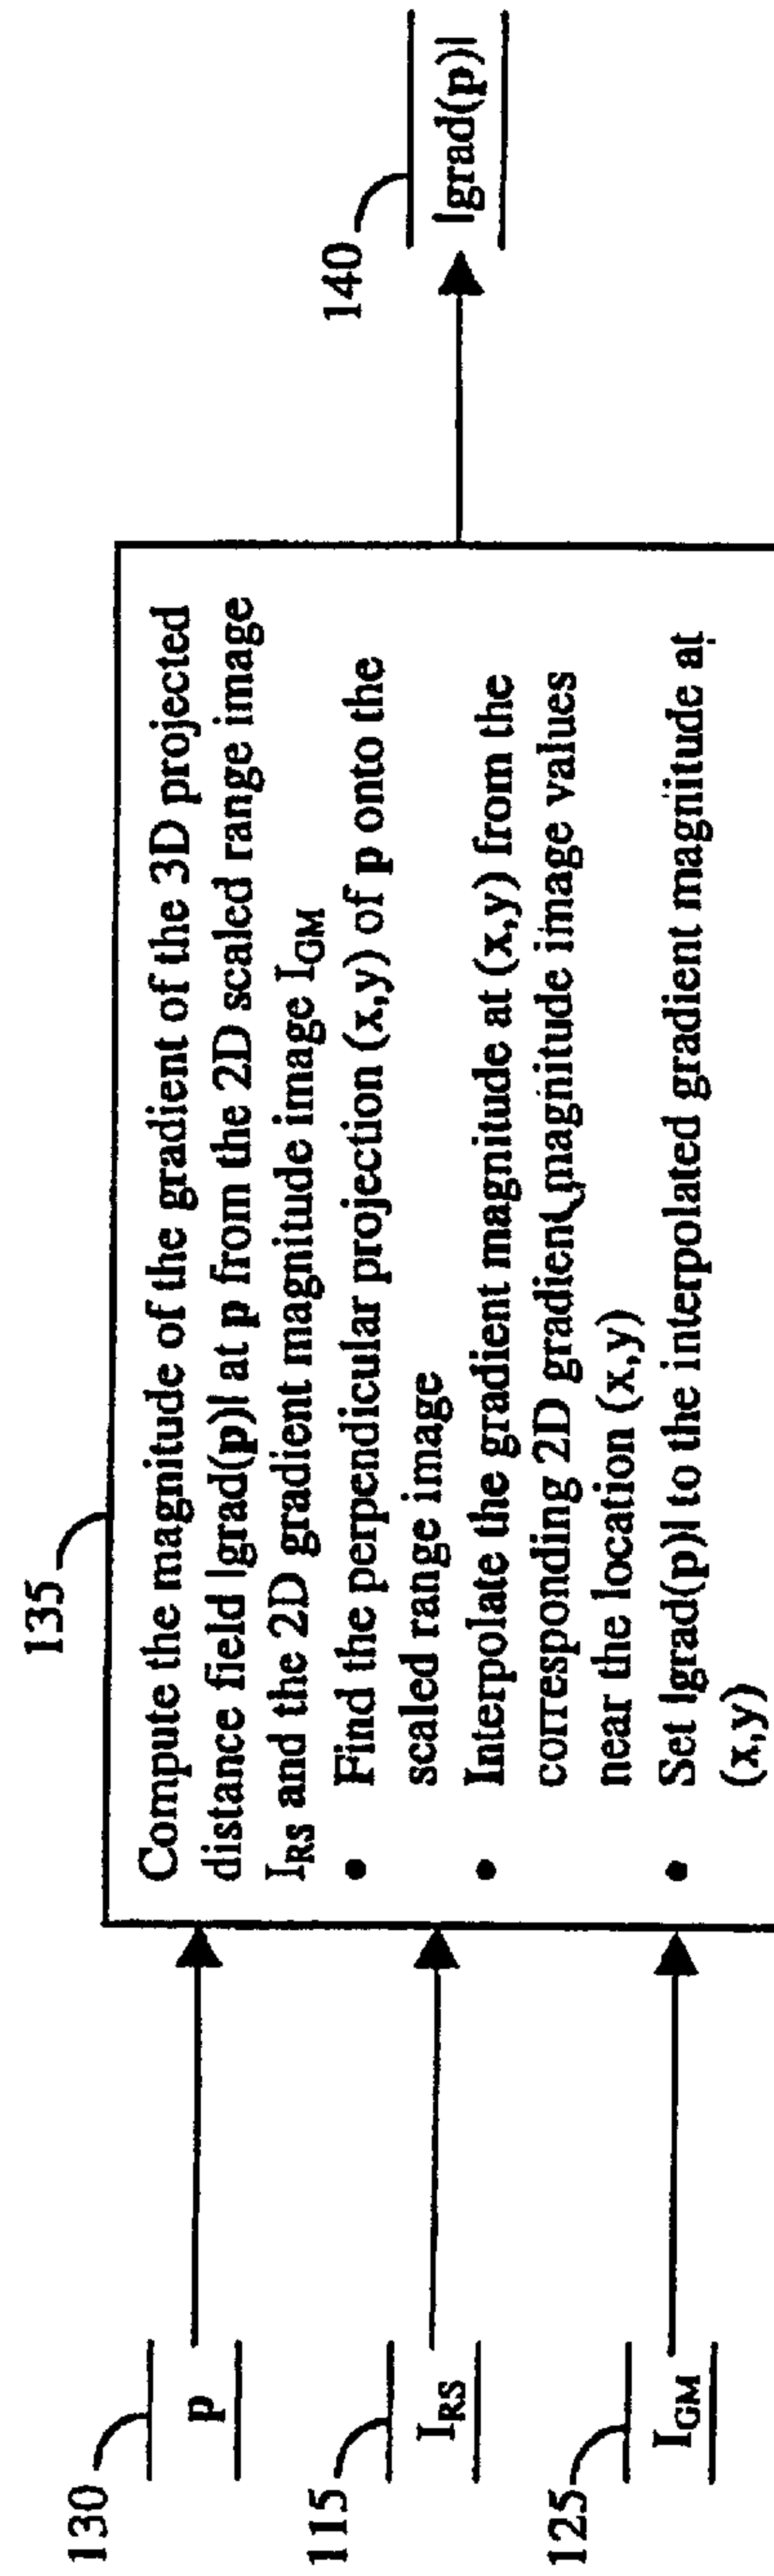 130
p
115
I_RS
125
I_GM
135
Compute the magnitude of the gradient of the 3D projected
distance field |grad(p)| at p from the 2D scaled range image
I_RS and the 2D gradient magnitude image I_GM
• Find the perpendicular projection (x,y) of p onto the
scaled range image
• Interpolate the gradient magnitude at (x,y) from the
corresponding 2D gradient magnitude image values
near the location (x,y)
• Set |grad(p)| to the interpolated gradient magnitude at
(x,y)
140
|grad(p)|